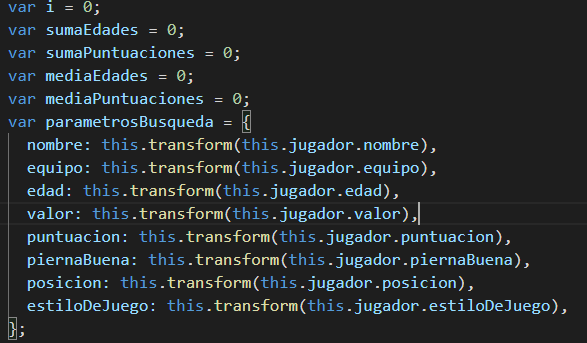 var i = 0;
var sumaEdades = 0;
var sumaPuntuaciones = 0;
var mediaEdades = 0;
var mediaPuntuaciones = 0;
var parametrosBusqueda = {
nombre: this.transform(this.jugador.nombre),
equipo: this.transform(this.jugador.equipo),
edad: this.transform(this.jugador.edad),
valor: this.transform(this.jugador.valor),
puntuacion: this.transform(this.jugador.puntuacion),
piernaBuena: this.transform(this.jugador.piernaBuena),
posicion: this.transform(this.jugador.posicion),
estiloDeJuego: this.transform(this.jugador.estiloDeJuego),
};